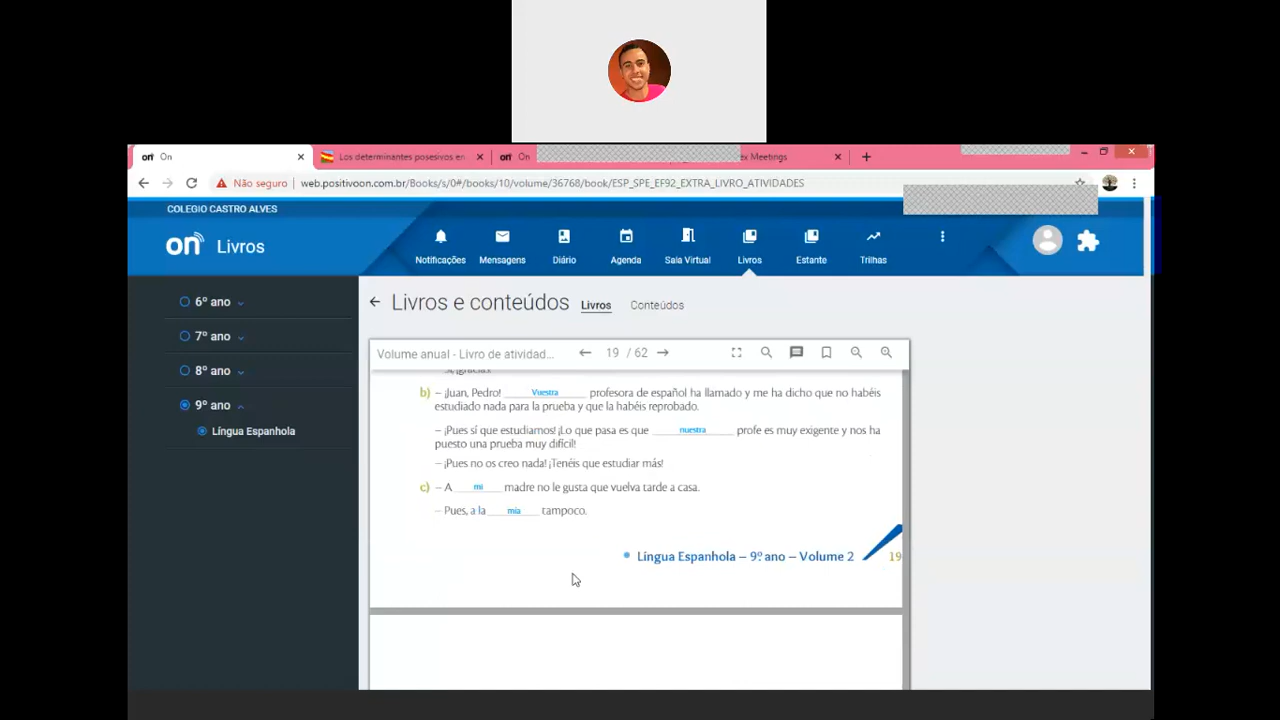 on On
Los determinantes posesivos en
on On
ex Meetings
Não seguro web.positivoon.com.br/Books/s/0#/books/10/volume/36768/book/ESP_SPE_EF92_EXTRA_LIVRO_ATIVIDADES
COLEGIO CASTRO ALVES
on Livros
Notificações Mensagens Diário Agenda Sala Virtual Livros Estante Trilhas
6º ano
7º ano
8º ano
9º ano
Língua Espanhola
Livros e conteúdos Livros Conteúdos
Volume anual - Livro de atividad... 19 / 62
b) – ¡Juan, Pedro! Vuestra profesora de español ha llamado y me ha dicho que no habéis
estudiado nada para la prueba y que la habéis reprobado.
– ¡Pues sí que estudiamos! ¡Lo que pasa es que nuestra profe es muy exigente y nos ha
puesto una prueba muy difícil!
– ¡Pues no os creo nada! ¡Tenéis que estudiar más!
c) – A mi madre no le gusta que vuelva tarde a casa.
– Pues, a la mía tampoco.
Língua Espanhola – 9º. ano – Volume 2 19